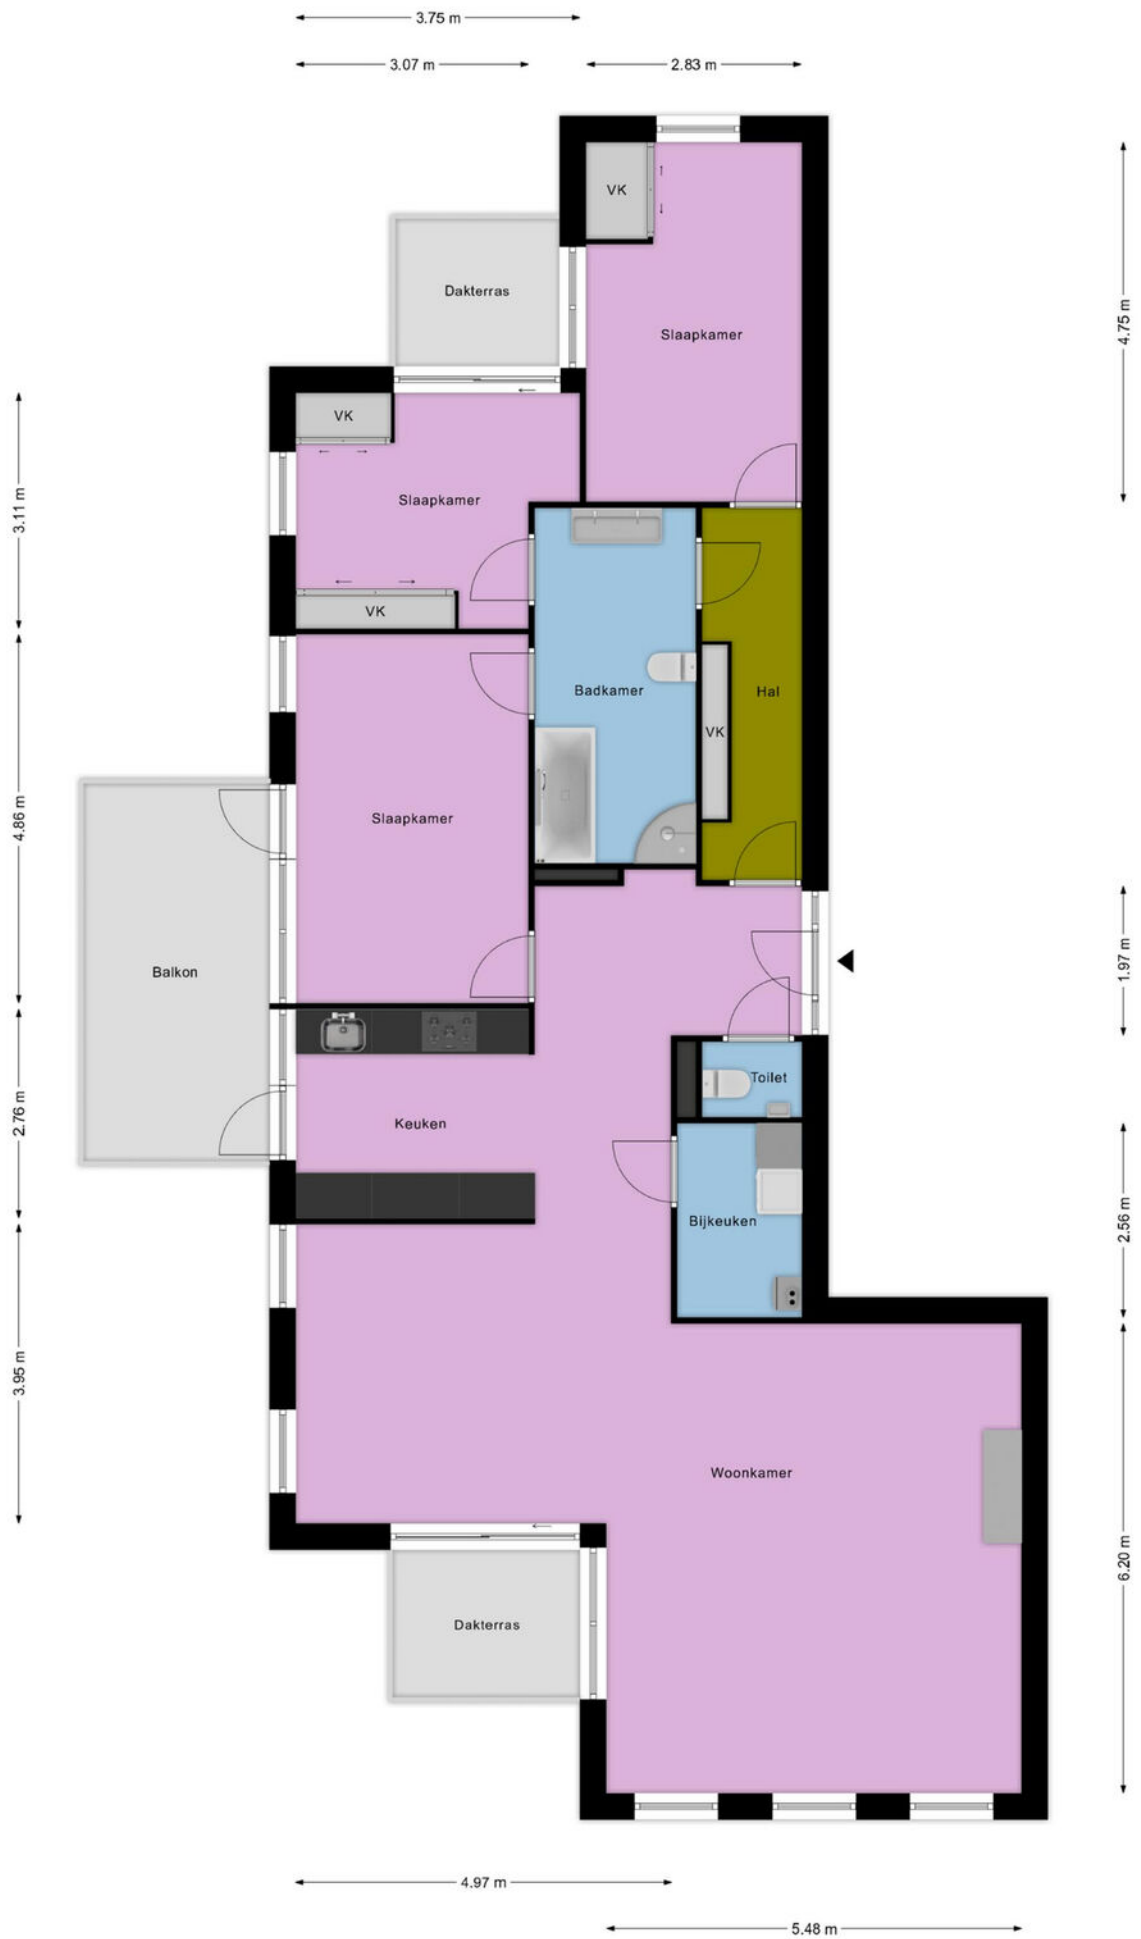 3.75 m
3.07 m
2.83 m
VK
Dakterras
Slaapkamer
4.75 m
VK
Slaapkamer
3.11 m
VK
Badkamer
Hal
VK
Slaapkamer
4.86 m
Balkon
1.97 m
Toilet
Keuken
2.76 m
Bijkeuken
2.56 m
3.95 m
Woonkamer
6.20 m
Dakterras
4.97 m
5.48 m